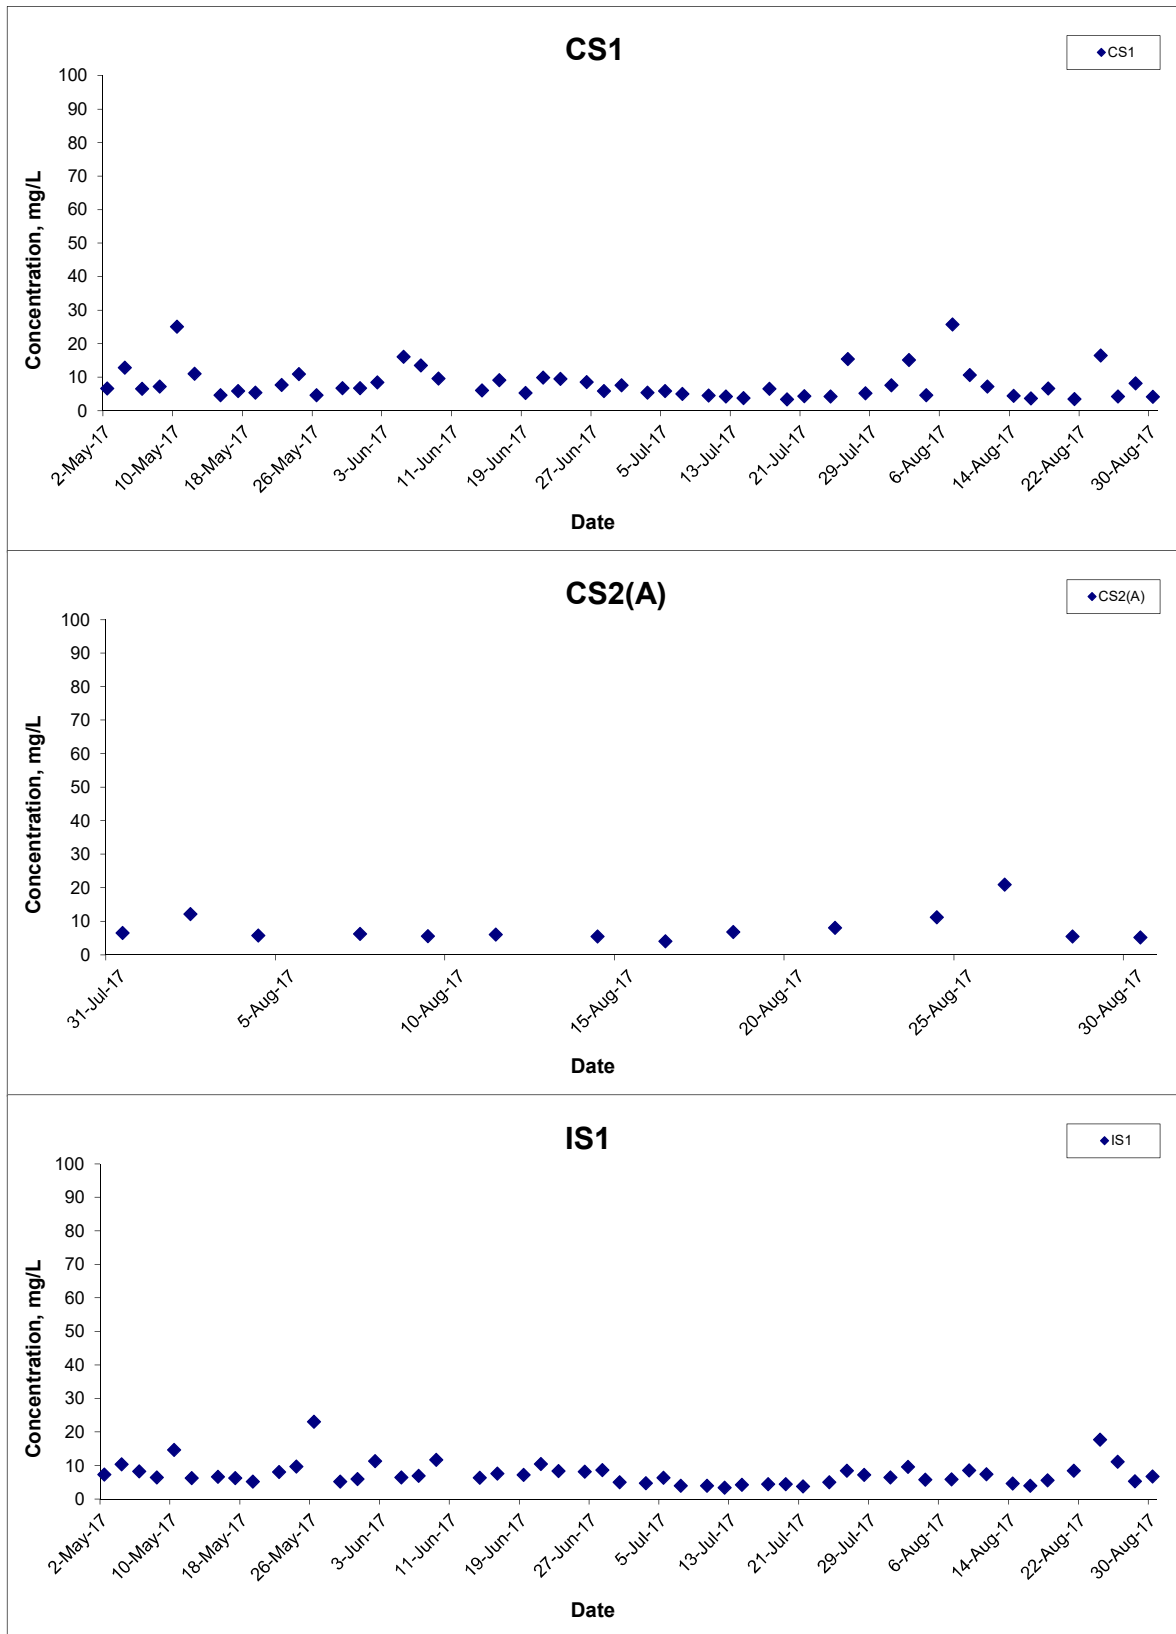 CS1
CS1
100
90
80
70
60
50
40
30
20
10
0
Concentration, mg/L
2-May-17
10-May-17
18-May-17
26-May-17
3-Jun-17
11-Jun-17
19-Jun-17
27-Jun-17
5-Jul-17
13-Jul-17
21-Jul-17
29-Jul-17
6-Aug-17
14-Aug-17
22-Aug-17
30-Aug-17
Date
CS2(A)
CS2(A)
100
90
80
70
60
50
40
30
20
10
0
Concentration, mg/L
31-Jul-17
5-Aug-17
10-Aug-17
15-Aug-17
20-Aug-17
25-Aug-17
30-Aug-17
Date
IS1
IS1
100
90
80
70
60
50
40
30
20
10
0
Concentration, mg/L
2-May-17
10-May-17
18-May-17
26-May-17
3-Jun-17
11-Jun-17
19-Jun-17
27-Jun-17
5-Jul-17
13-Jul-17
21-Jul-17
29-Jul-17
6-Aug-17
14-Aug-17
22-Aug-17
30-Aug-17
Date